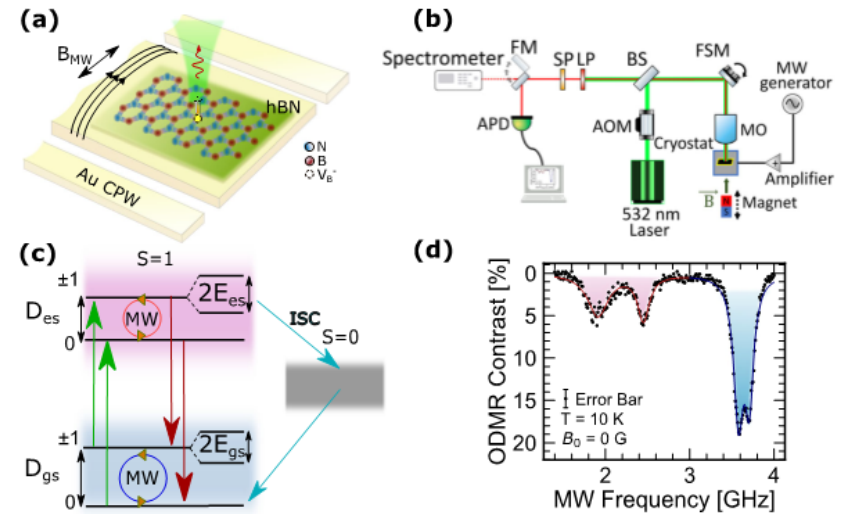 (a)
B_MW
hBN
N
B
V_B^-
Au CPW
(b)
Spectrometer
FM
SP
LP
BS
FSM
MW
generator
APD
AOM
Cryostat
MO
Amplifier
B
N
S
Magnet
532 nm
Laser
(c)
S=1
±1
D_es
0
MW
2E_es
ISC
S=0
±1
D_gs
0
MW
2E_gs
(d)
ODMR Contrast [%]
0
5
10
15
20
Error Bar
T = 10 K
B_0 = 0 G
2
3
4
MW Frequency [GHz]